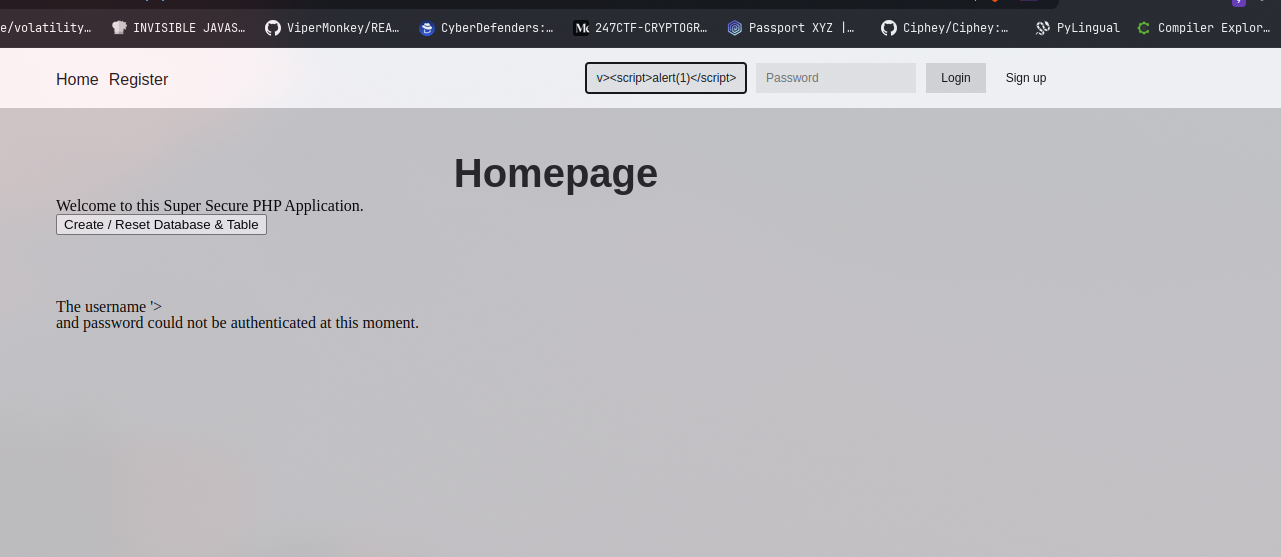 e/volatility… INVISIBLE JAVAS… ViperMonkey/REA… CyberDefenders:… 247CTF-CRYPTOGR… Passport XYZ |… Ciphey/Ciphey:… PyLingual Compiler Explor…
Home Register v><script>alert(1)</script> Password Login Sign up
Homepage
Welcome to this Super Secure PHP Application.
Create / Reset Database & Table
The username '>
and password could not be authenticated at this moment.